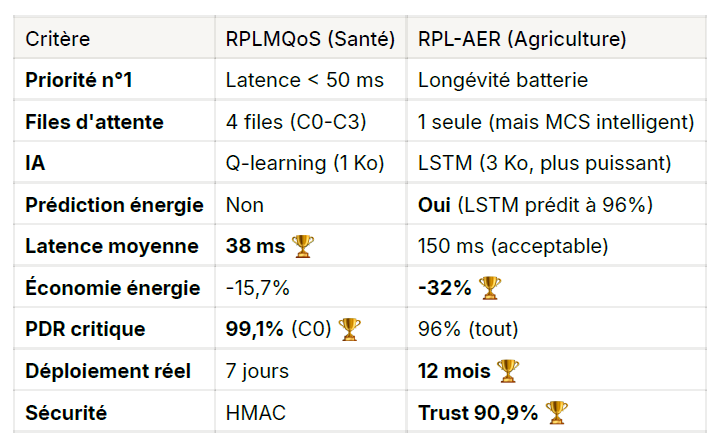 Critère RPLMQoS (Santé) RPL-AER (Agriculture)
Priorité n°1 Latence < 50 ms Longévité batterie
Files d'attente 4 files (C0-C3) 1 seule (mais MCS intelligent)
IA Q-learning (1 Ko) LSTM (3 Ko, plus puissant)
Prédiction énergie Non Oui (LSTM prédit à 96%)
Latence moyenne 38 ms 🏆 150 ms (acceptable)
Économie énergie -15,7% -32% 🏆
PDR critique 99,1% (C0) 🏆 96% (tout)
Déploiement réel 7 jours 12 mois 🏆
Sécurité HMAC Trust 90,9% 🏆